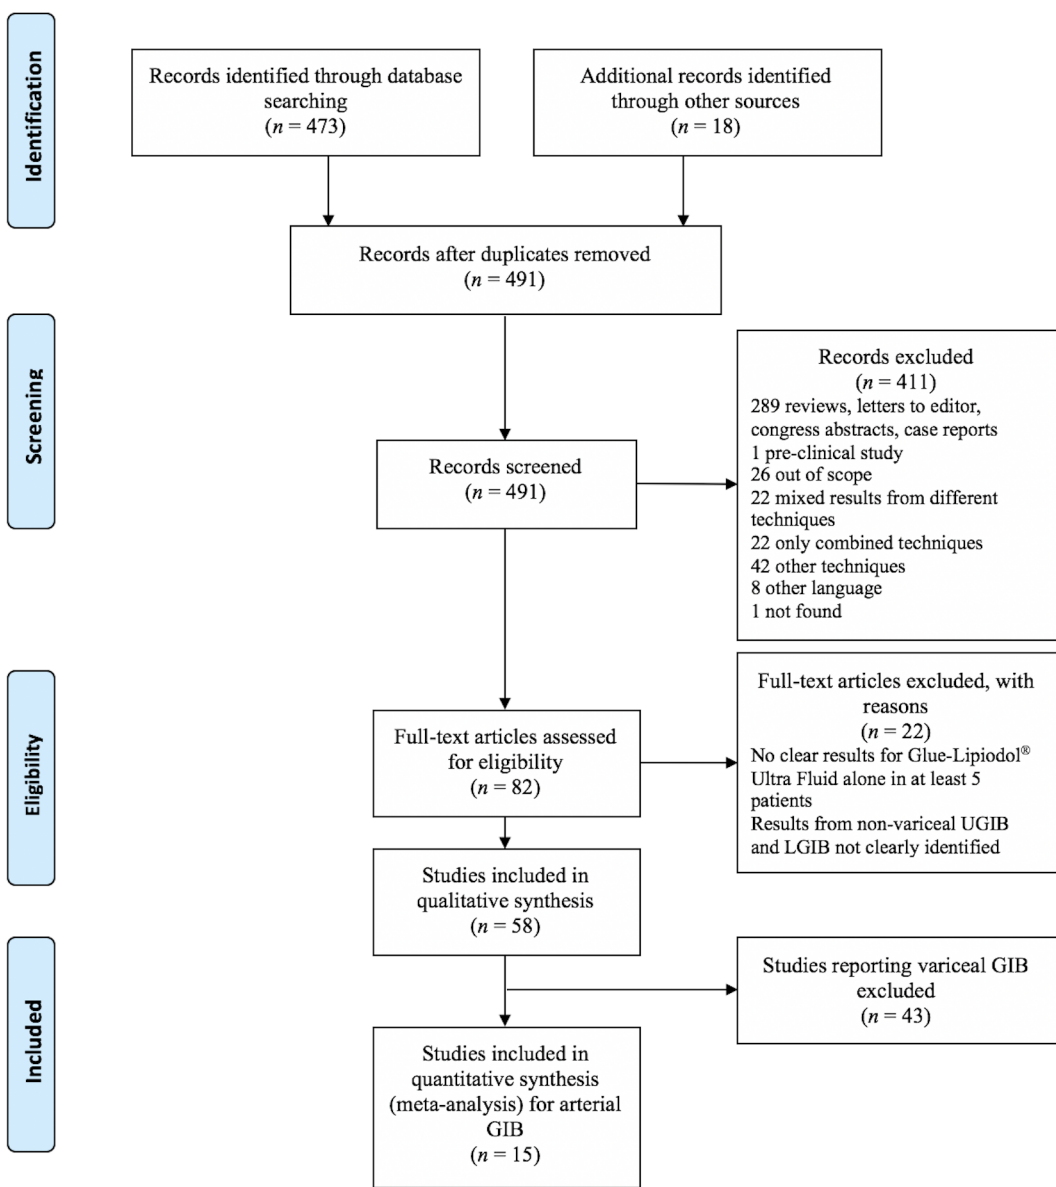 Identification
Records identified through database
searching
(n = 473)
Additional records identified
through other sources
(n = 18)
Records after duplicates removed
(n = 491)
Screening
Records screened
(n = 491)
Records excluded
(n = 411)
289 reviews, letters to editor,
congress abstracts, case reports
1 pre-clinical study
26 out of scope
22 mixed results from different
techniques
22 only combined techniques
42 other techniques
8 other language
1 not found
Eligibility
Full-text articles assessed
for eligibility
(n = 82)
Full-text articles excluded, with
reasons
(n = 22)
No clear results for Glue-Lipiodol®
Ultra Fluid alone in at least 5
patients
Results from non-variceal UGIB
and LGIB not clearly identified
Studies included in
qualitative synthesis
(n = 58)
Included
Studies reporting variceal GIB
excluded
(n = 43)
Studies included in
quantitative synthesis
(meta-analysis) for arterial
GIB
(n = 15)